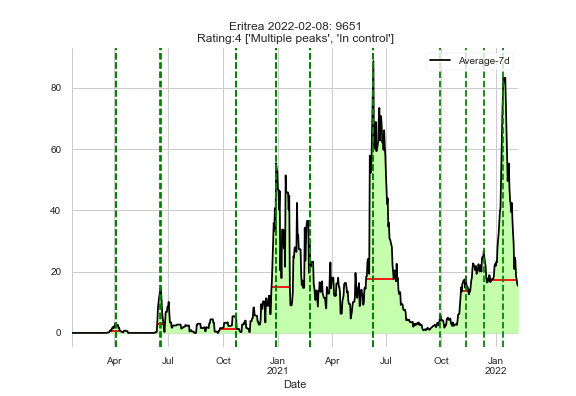 Eritrea 2022-02-08: 9651
Rating:4 ['Multiple peaks', 'In control']
Average-7d
80
60
40
20
0
Apr
Jul
Oct
Jan
2021
Apr
Jul
Oct
Jan
2022
Date